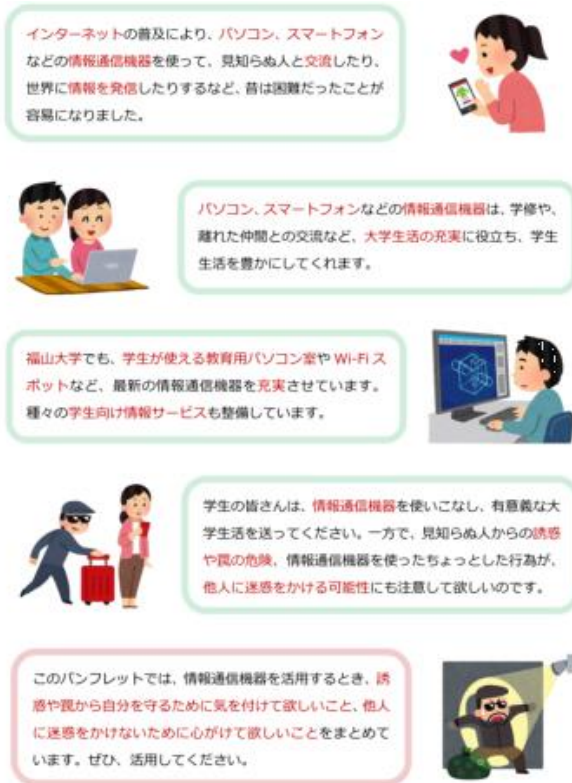 インターネットの普及により、パソコン、スマートフォン
などの情報通信機器を使って、見知らぬ人と交流したり、
世界に情報を発信したりするなど、昔は困難だったことが
容易になりました。
パソコン、スマートフォンなどの情報通信機器は、学修や、
離れた仲間との交流など、大学生活の充実に役立ち、学生
生活を豊かにしてくれます。
福山大学でも、学生が使える教育用パソコン室や Wi-Fi ス
ポットなど、最新の情報通信機器を充実させています。
種々の学生向け情報サービスも整備しています。
学生の皆さんは、情報通信機器を使いこなし、有意義な大
学生活を送ってください。一方で、見知らぬ人からの誘惑
や罠の危険、情報通信機器を使ったちょっとした行為が、
他人に迷惑をかける可能性にも注意して欲しいのです。
このパンフレットでは、情報通信機器を活用するとき、誘
惑や罠から自分を守るために気を付けて欲しいこと、他人
に迷惑をかけないために心がけて欲しいことをまとめて
います。ぜひ、活用してください。